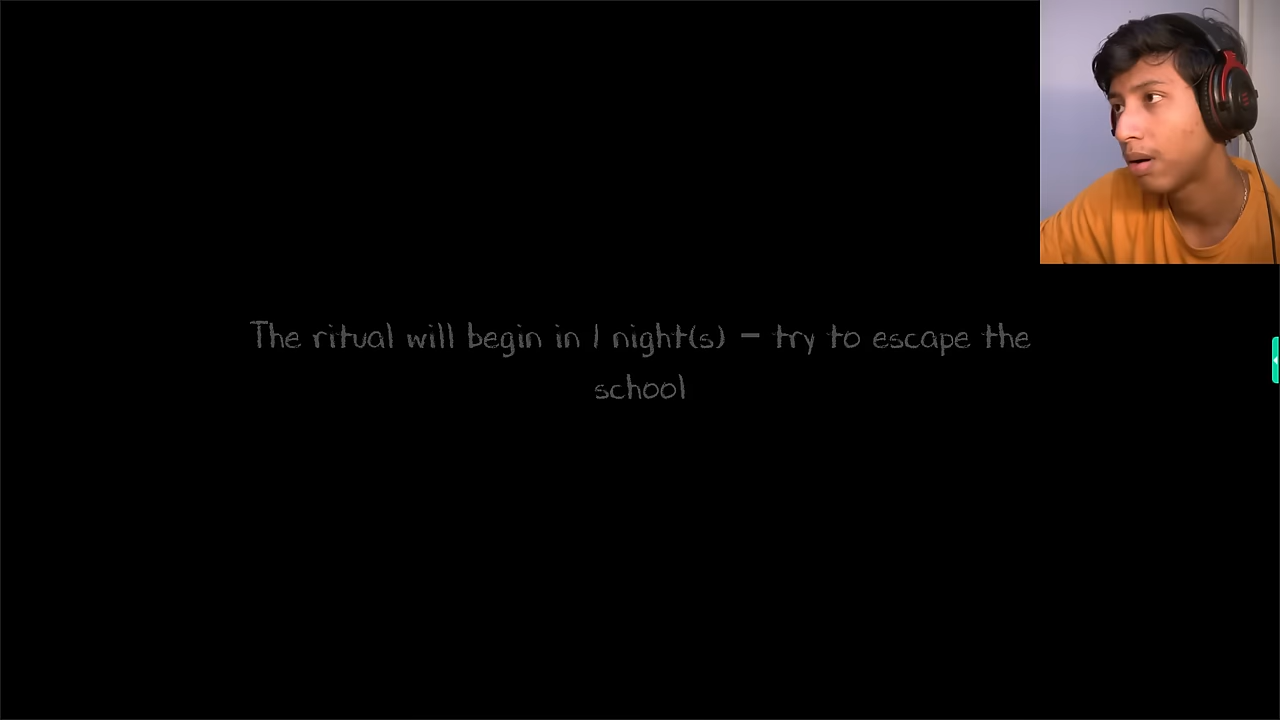 The ritual will begin in 1 night(s) - try to escape the
school